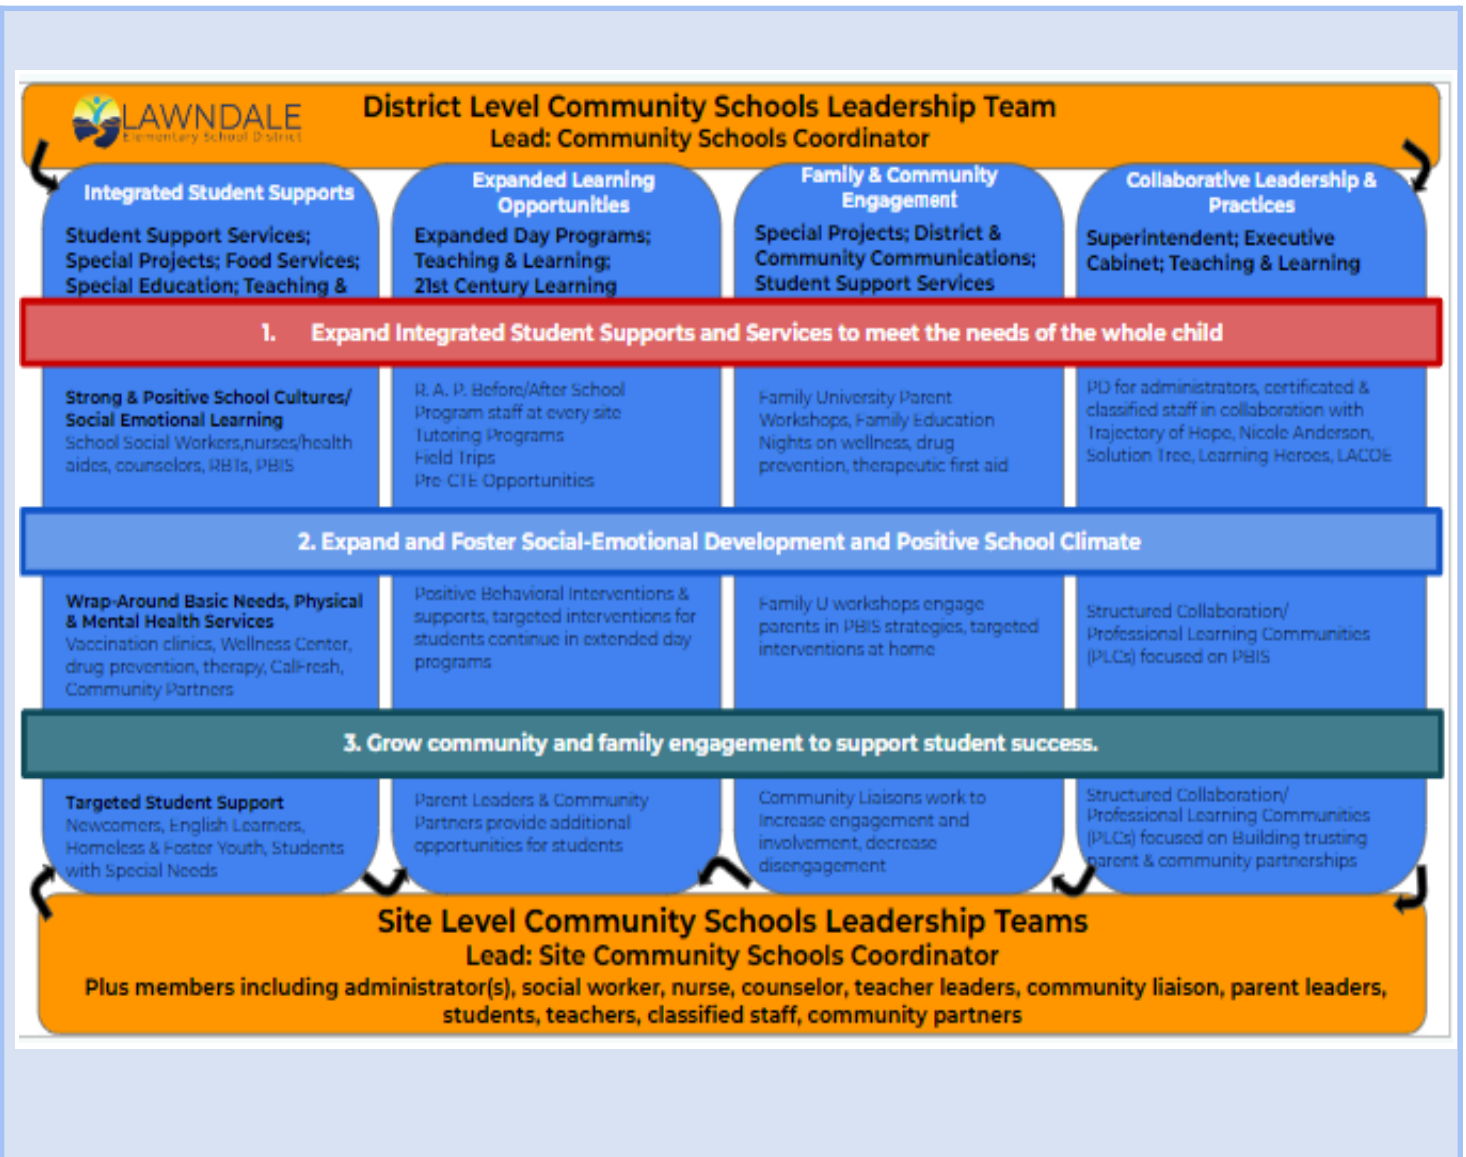 LAWNDALE
Elementary School District
District Level Community Schools Leadership Team
Lead: Community Schools Coordinator
Integrated Student Supports
Student Support Services;
Special Projects; Food Services;
Special Education; Teaching &
Expanded Learning
Opportunities
Expanded Day Programs;
Teaching & Learning;
21st Century Learning
Family & Community
Engagement
Special Projects; District &
Community Communications;
Student Support Services
Collaborative Leadership &
Practices
Superintendent; Executive
Cabinet; Teaching & Learning
1. Expand Integrated Student Supports and Services to meet the needs of the whole child
Strong & Positive School Cultures/
Social Emotional Learning
School Social Workers,nurses/health
aides, counselors, RBTs, PBIS
R. A. P. Before/After School
Program staff at every site
Tutoring Programs
Field Trips
Pre-CTE Opportunities
Family University Parent
Workshops, Family Education
Nights on wellness, drug
prevention, therapeutic first aid
PD for administrators, certificated &
classified staff in collaboration with
Trajectory of Hope, Nicole Anderson,
Solution Tree, Learning Heroes, LACOE
2. Expand and Foster Social-Emotional Development and Positive School Climate
Wrap-Around Basic Needs, Physical
& Mental Health Services
Vaccination clinics, Wellness Center,
drug prevention, therapy, CalFresh,
Community Partners
Positive Behavioral Interventions &
supports, targeted interventions for
students continue in extended day
programs
Family U workshops engage
parents in PBIS strategies, targeted
interventions at home
Structured Collaboration/
Professional Learning Communities
(PLCs) focused on PBIS
3. Grow community and family engagement to support student success.
Targeted Student Support
Newcomers, English Learners,
Homeless & Foster Youth, Students
with Special Needs
Parent Leaders & Community
Partners provide additional
opportunities for students
Community Liaisons work to
Increase engagement and
involvement, decrease
disengagement
Structured Collaboration/
Professional Learning Communities
(PLCs) focused on Building trusting
parent & community partnerships
Site Level Community Schools Leadership Teams
Lead: Site Community Schools Coordinator
Plus members including administrator(s), social worker, nurse, counselor, teacher leaders, community liaison, parent leaders,
students, teachers, classified staff, community partners